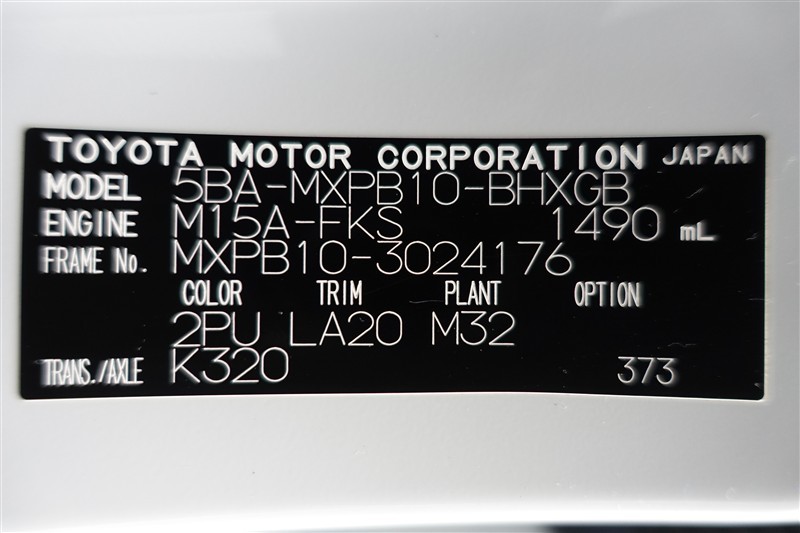 TOYOTA MOTOR CORPORATION JAPAN
MODEL 5BA-MXPB10-BHXGB
ENGINE M15A-FKS 1490 mL
FRAME No. MXPB10-3024176
COLOR TRIM PLANT OPTION
2PU LA20 M32
TRANS./AXLE K320 373